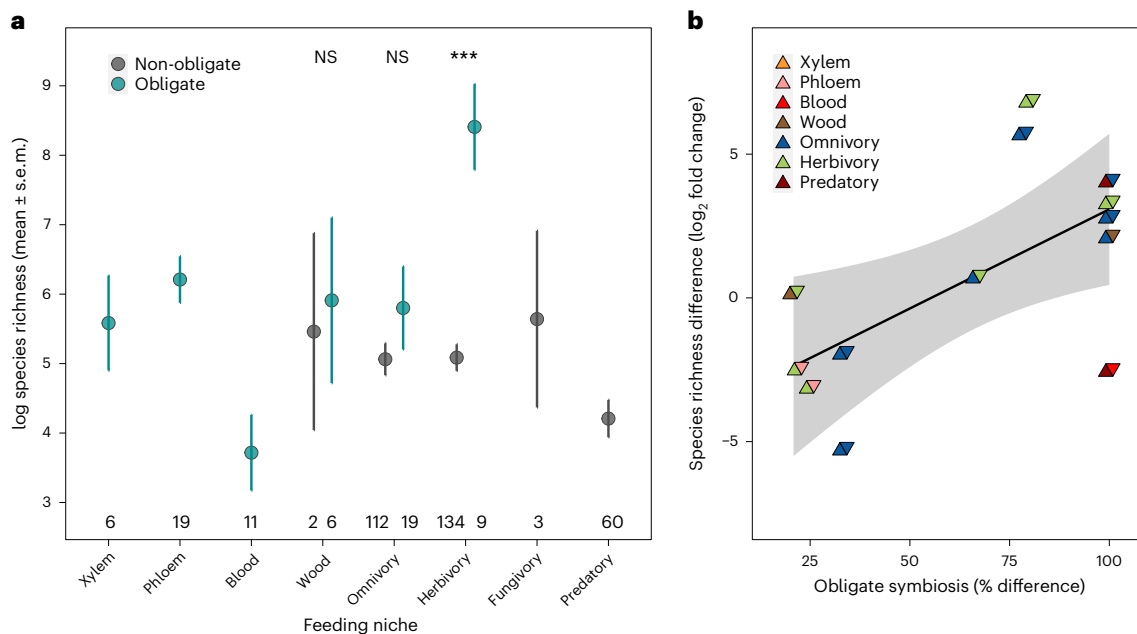 a
NS NS ***
Non-obligate
Obligate
log species richness (mean ± s.e.m.)
9
8
7
6
5
4
3
6 19 11 2 6 112 19 134 9 3 60
Xylem Phloem Blood Wood Omnivory Herbivory Fungivory Predatory
Feeding niche
b
Xylem
Phloem
Blood
Wood
Omnivory
Herbivory
Predatory
Species richness difference (log2 fold change)
5
0
−5
25 50 75 100
Obligate symbiosis (% difference)